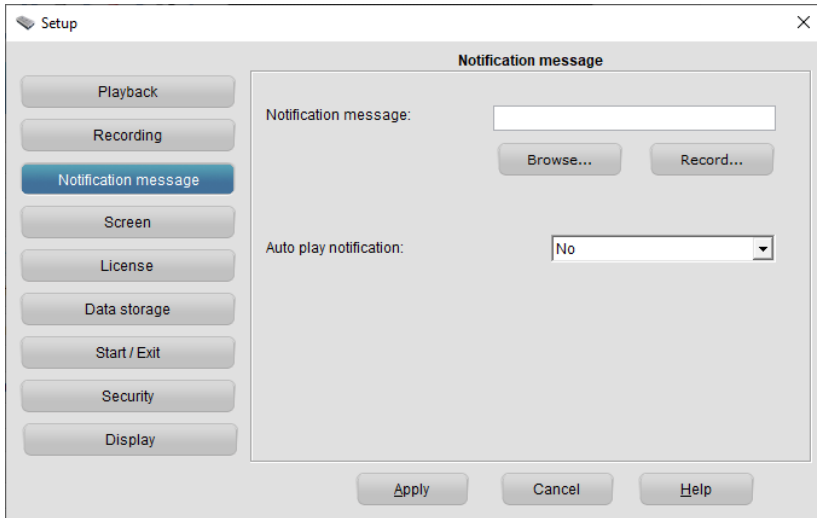 Setup
Notification message
Playback
Recording
Notification message
Screen
License
Data storage
Start / Exit
Security
Display
Notification message:
Browse... Record...
Auto play notification: No
Apply Cancel Help